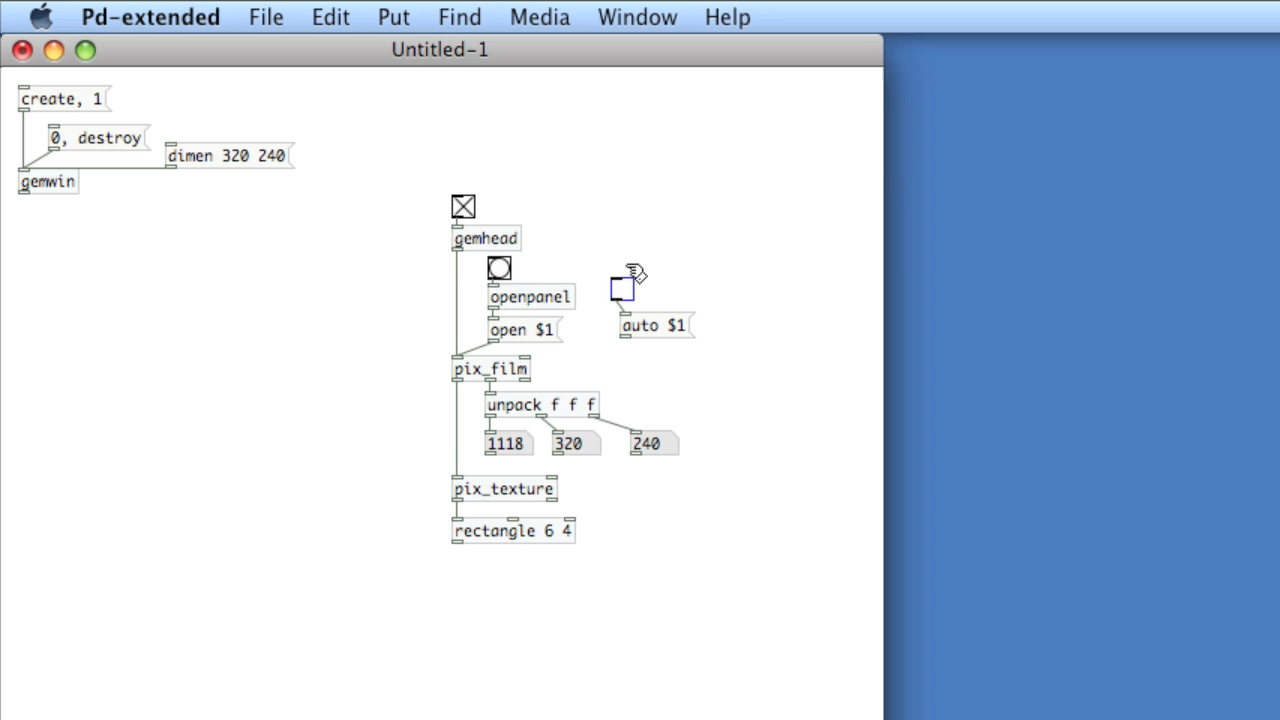 Pd-extended File Edit Put Find Media Window Help
Untitled-1
create, 1
0, destroy
dimen 320 240
gemwin
gemhead
openpanel
open $1
auto $1
pix_film
unpack f f f
1118 320 240
pix_texture
rectangle 6 4